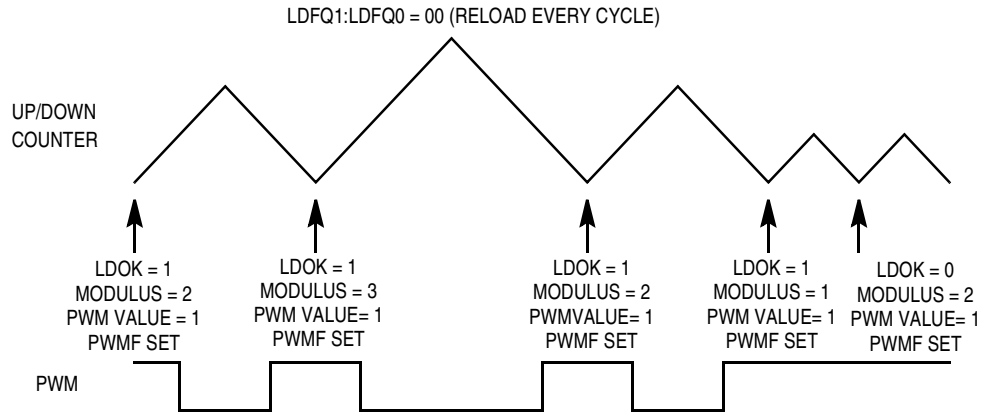 LDFQ1:LDFQ0 = 00 (RELOAD EVERY CYCLE)
UP/DOWN
COUNTER
LDOK = 1
MODULUS = 2
PWM VALUE = 1
PWMF SET
LDOK = 1
MODULUS = 3
PWM VALUE= 1
PWMF SET
LDOK = 1
MODULUS = 2
PWMVALUE= 1
PWMF SET
LDOK = 1
MODULUS = 1
PWM VALUE= 1
PWMF SET
LDOK = 0
MODULUS = 2
PWM VALUE= 1
PWMF SET
PWM